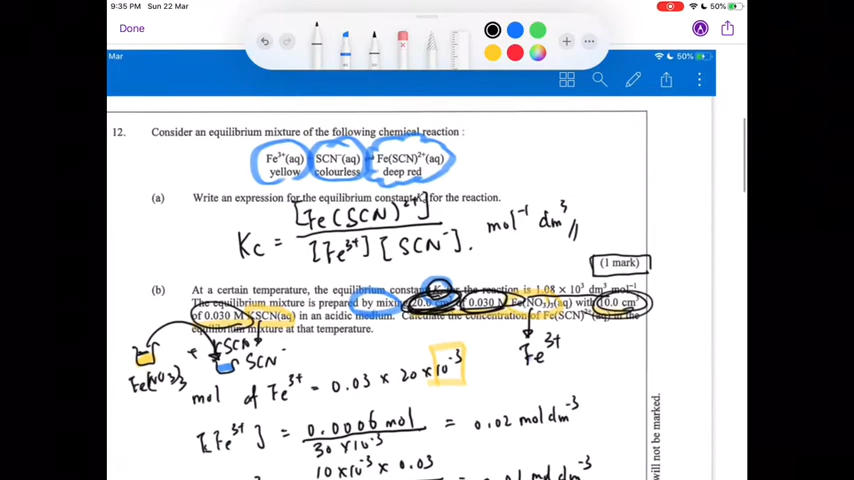 9:35 PM Sun 22 Mar
50%
Done
Mar
50%
12. Consider an equilibrium mixture of the following chemical reaction :
Fe³⁺(aq) SCN⁻(aq) Fe(SCN)²⁺(aq)
yellow colourless deep red
(a) Write an expression for the equilibrium constant Kc for the reaction.
Kc = [Fe(SCN)²⁺] / [Fe³⁺] [SCN⁻]. mol⁻¹ dm³ //
(1 mark)
(b) At a certain temperature, the equilibrium constant K for the reaction is 1.08 × 10³ dm³ mol⁻¹
The equilibrium mixture is prepared by mixing 20.0 cm³ of 0.030 M Fe(NO₃)₃(aq) with 10.0 cm³
of 0.030 M KSCN(aq) in an acidic medium. Calculate the concentration of Fe(SCN)²⁺(aq) in the
equilibrium mixture at that temperature.
Fe(NO₃)₃ + KSCN
SCN⁻
Fe³⁺
mol of Fe³⁺ = 0.03 × 20 × 10⁻³
[Fe³⁺] = 0.0006 mol / 30 × 10⁻³ = 0.02 mol dm⁻³
10 × 10⁻³ × 0.03
will not be marked.